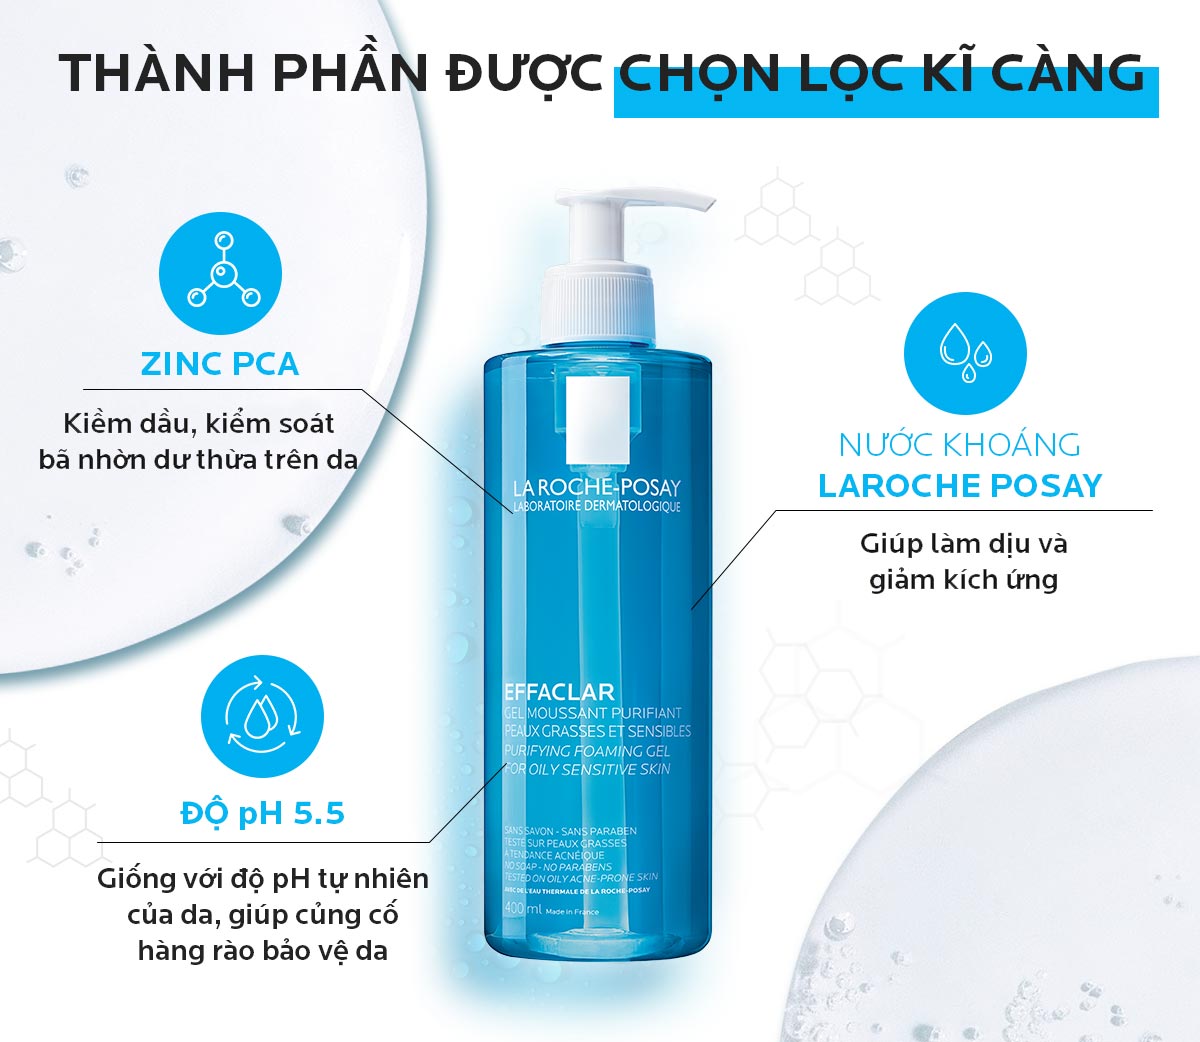 THÀNH PHẦN ĐƯỢC CHỌN LỌC KĨ CÀNG
ZINC PCA
Kiềm dầu, kiểm soát
bã nhờn dư thừa trên da
NƯỚC KHOÁNG
LAROCHE POSAY
Giúp làm dịu và
giảm kích ứng
ĐỘ pH 5.5
Giống với độ pH tự nhiên
của da, giúp củng cố
hàng rào bảo vệ da
LA ROCHE-POSAY
LABORATOIRE DERMATOLOGIQUE
EFFACLAR
GEL MOUSSANT PURIFIANT
PEAUX GRASSES ET SENSIBLES
PURIFYING FOAMING GEL
FOR OILY SENSITIVE SKIN
SANS SAVON - SANS PARABEN
TESTÉ SUR PEAUX GRASSES
À TENDANCE ACNÉIQUE
NO SOAP - NO PARABENS
TESTED ON OILY ACNE-PRONE SKIN
AVEC DE L'EAU THERMALE DE LA ROCHE-POSAY
400 ml Made in France